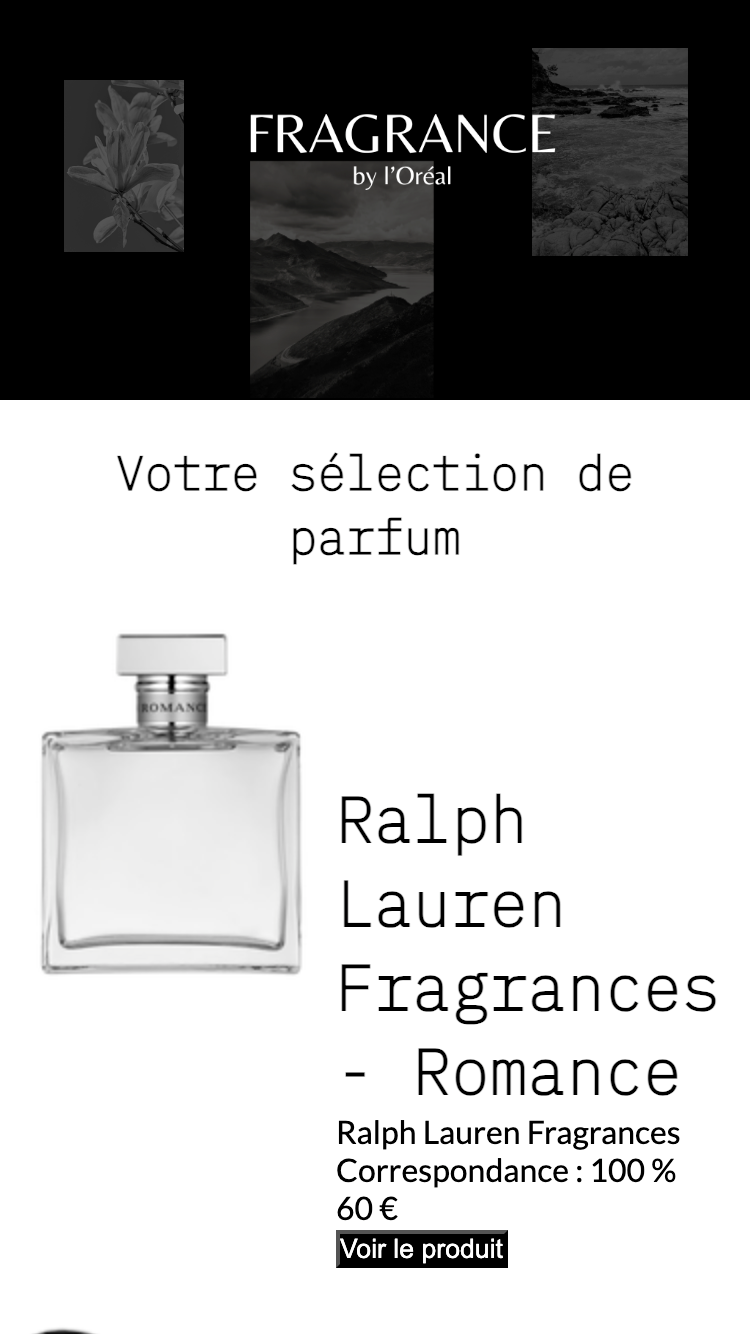 FRAGRANCE
by l’Oréal
Votre sélection de
parfum
ROMANCE
Ralph
Lauren
Fragrances
- Romance
Ralph Lauren Fragrances
Correspondance : 100 %
60 €
Voir le produit